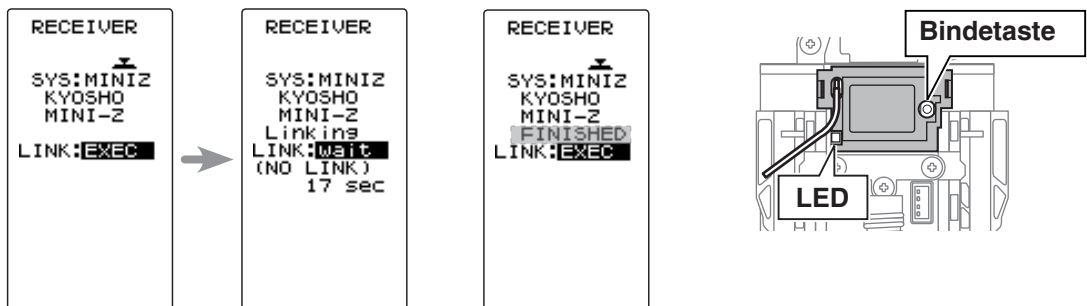 RECEIVER
SYS:MINIZ
KYOSHO
MINI-Z
LINK:EXEC
RECEIVER
SYS:MINIZ
KYOSHO
MINI-Z
Linking
LINK:wait
(NO LINK)
17 sec
RECEIVER
SYS:MINIZ
KYOSHO
MINI-Z
FINISHED
LINK:EXEC
Bindetaste
LED